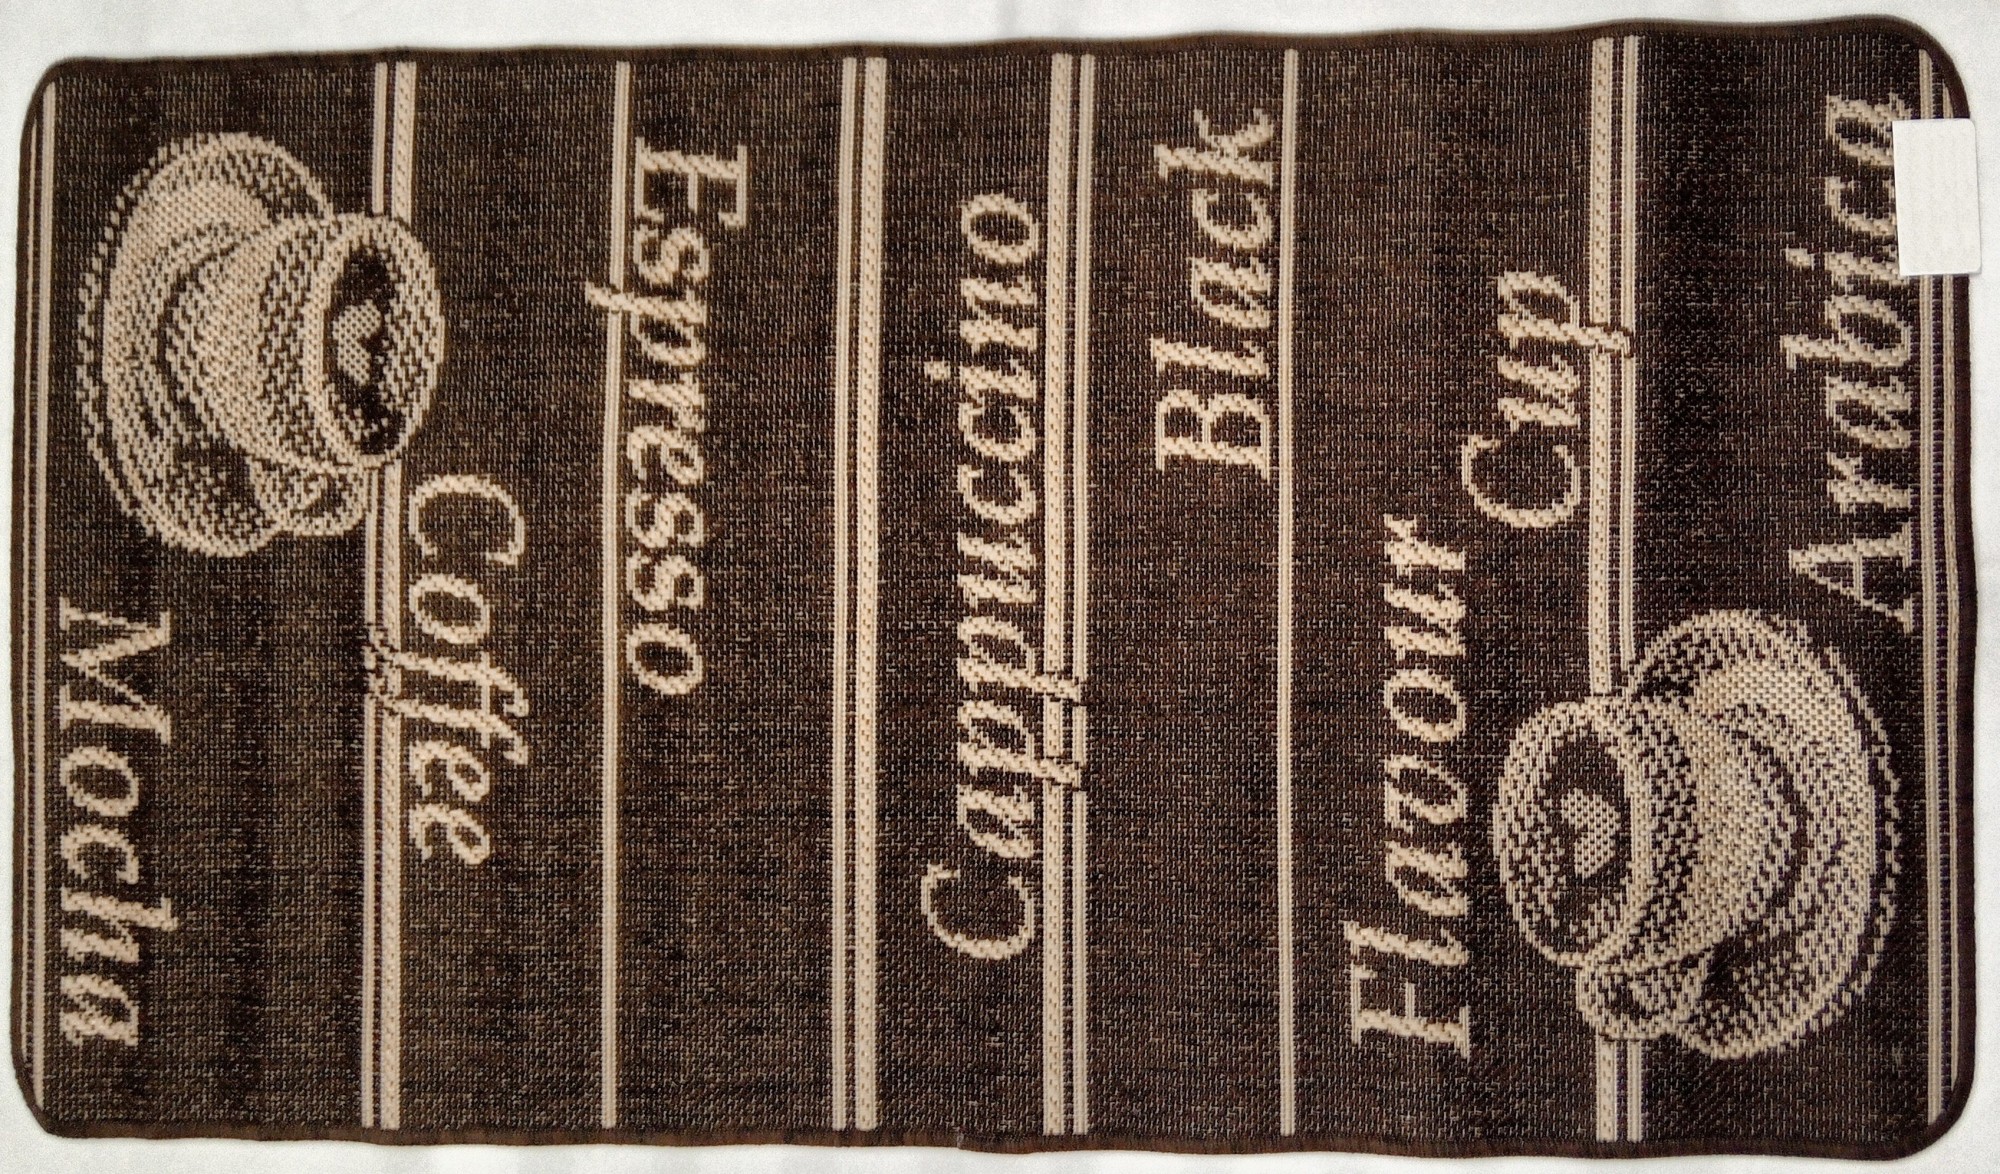 Mocha
Coffee
Espresso
Cappuccino
Black
Flavour
Cup
Arabica